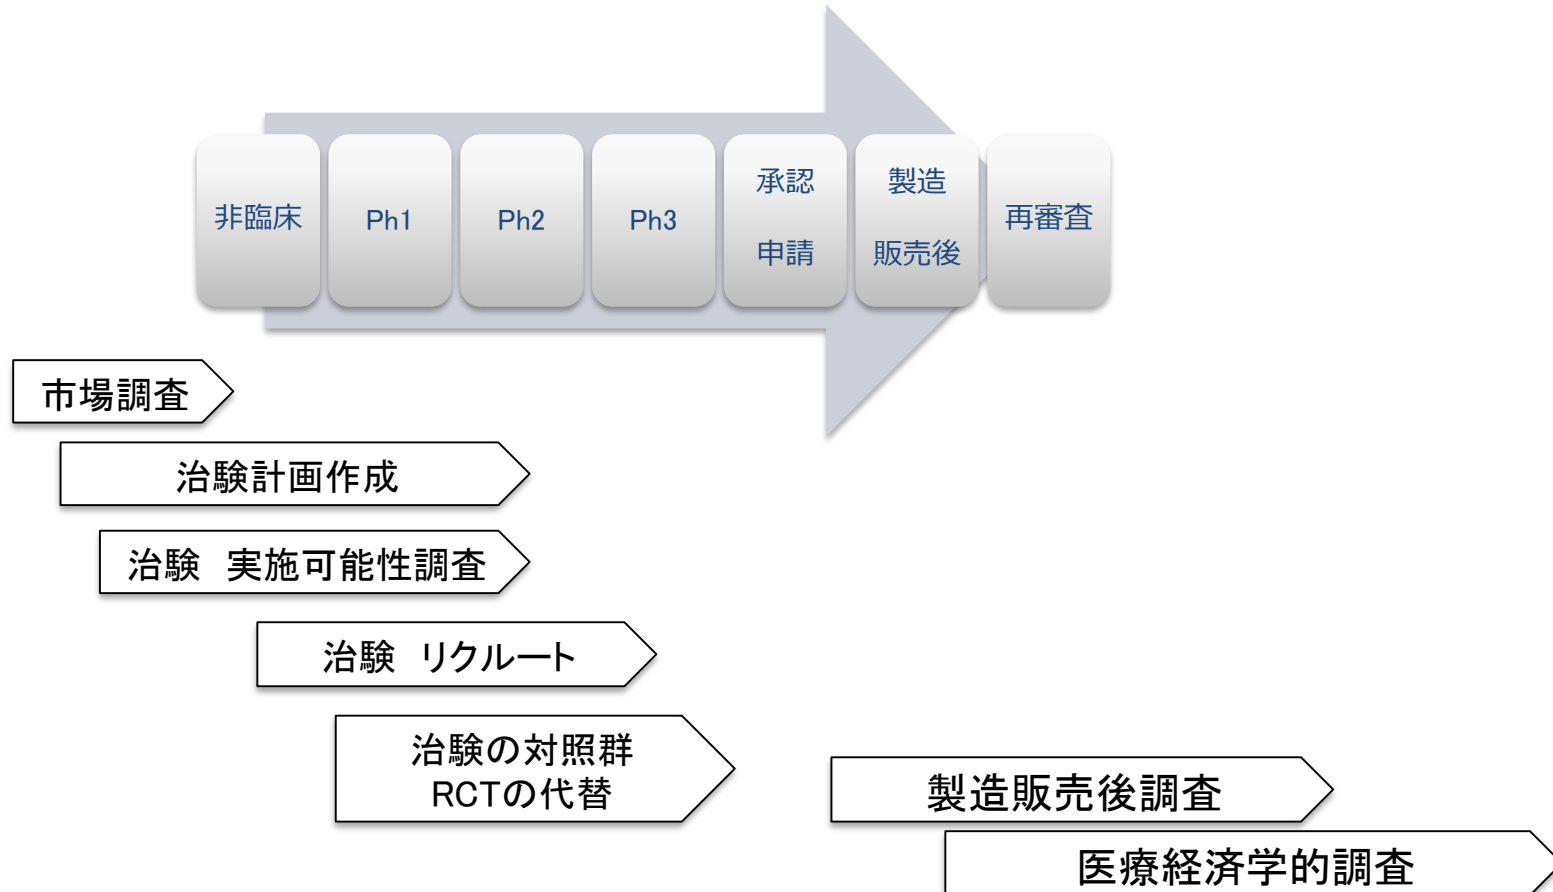 非臨床
Ph1
Ph2
Ph3
承認
申請
製造
販売後
再審査
市場調査
治験計画作成
治験　実施可能性調査
治験　リクルート
治験の対照群
RCTの代替
製造販売後調査
医療経済学的調査